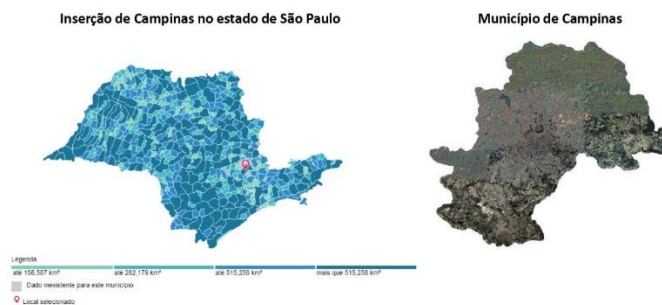 Inserção de Campinas no estado de São Paulo
Município de Campinas
Legenda
até 156,587 km²
até 282,179 km²
até 515,258 km²
mais que 515,258 km²
Dado inexistente para este município
Local selecionado